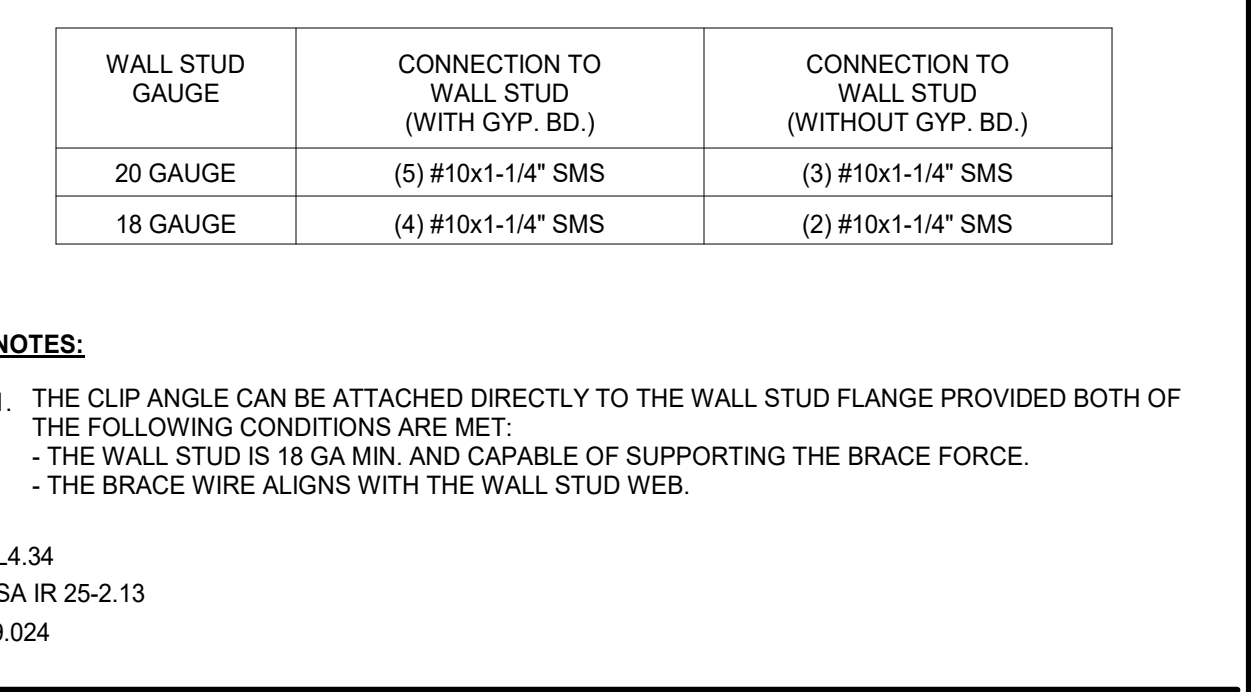 WALL STUD GAUGE
CONNECTION TO WALL STUD (WITH GYP. BD.)
CONNECTION TO WALL STUD (WITHOUT GYP. BD.)
20 GAUGE
(5) #10x1-1/4" SMS
(3) #10x1-1/4" SMS
18 GAUGE
(4) #10x1-1/4" SMS
(2) #10x1-1/4" SMS
NOTES:
1. THE CLIP ANGLE CAN BE ATTACHED DIRECTLY TO THE WALL STUD FLANGE PROVIDED BOTH OF
THE FOLLOWING CONDITIONS ARE MET:
- THE WALL STUD IS 18 GA MIN. AND CAPABLE OF SUPPORTING THE BRACE FORCE.
- THE BRACE WIRE ALIGNS WITH THE WALL STUD WEB.
L4.34
SA IR 25-2.13
9.024